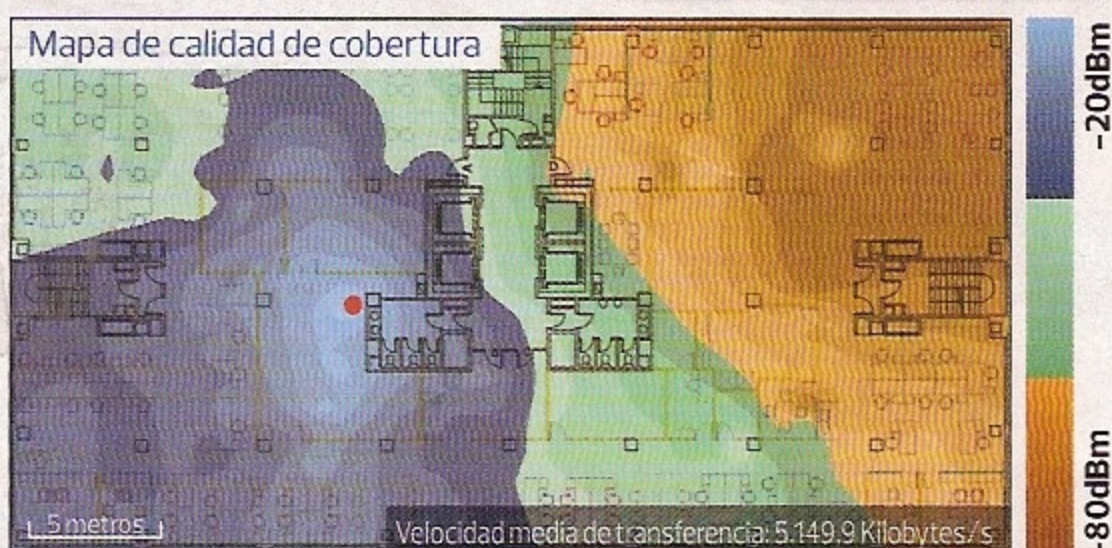 Mapa de calidad de cobertura
-20dBm
-80dBm
5 metros
Velocidad media de transferencia: 5.149,9 Kilobytes/s